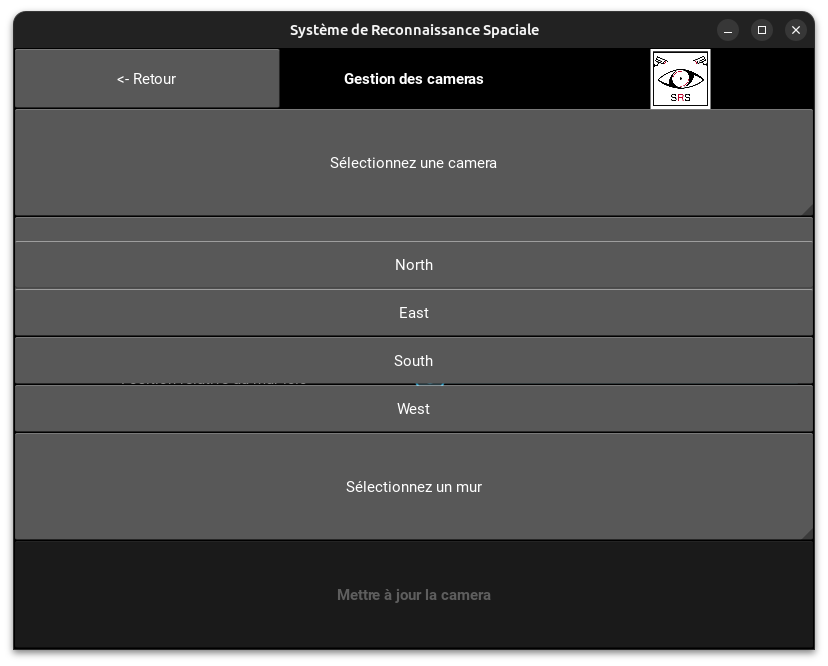 Système de Reconnaissance Spaciale
<- Retour
Gestion des cameras
SRS
Sélectionnez une camera
North
East
South
West
Sélectionnez un mur
Mettre à jour la camera